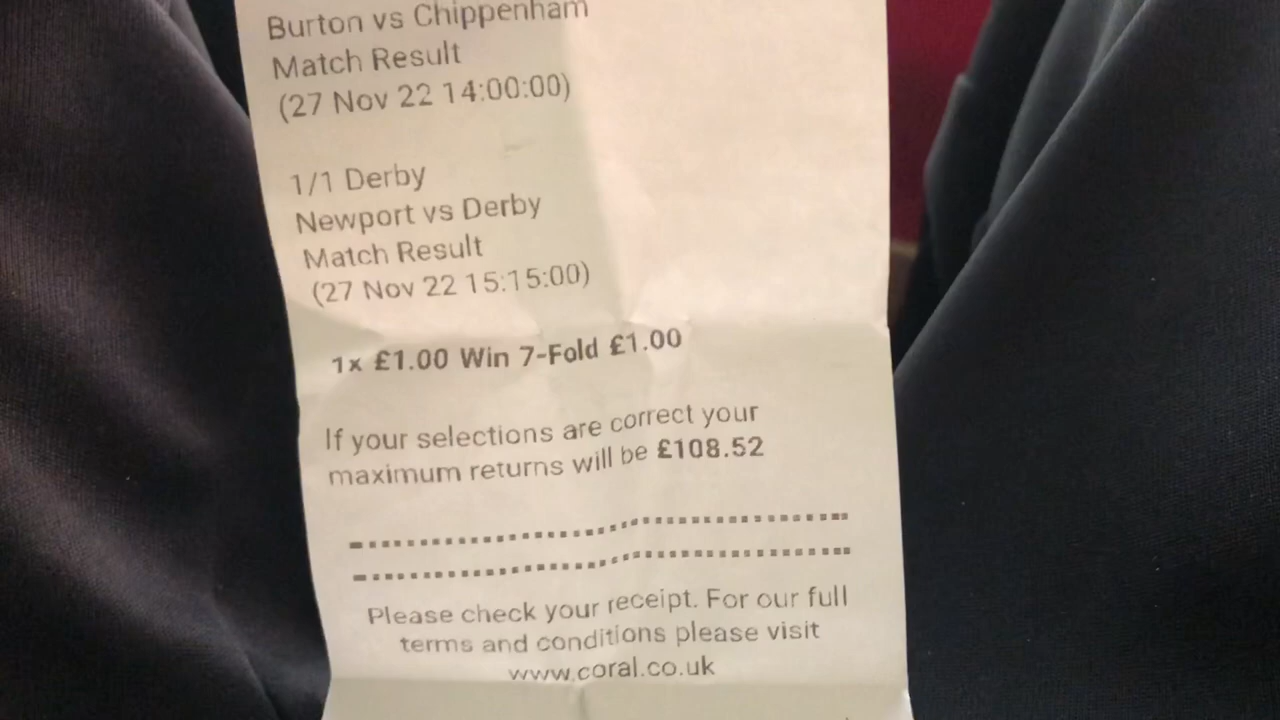 Burton vs Chippenham
Match Result
(27 Nov 22 14:00:00)
1/1 Derby
Newport vs Derby
Match Result
(27 Nov 22 15:15:00)
1x £1.00 Win 7-Fold £1.00
If your selections are correct your
maximum returns will be £108.52
Please check your receipt. For our full
terms and conditions please visit
www.coral.co.uk